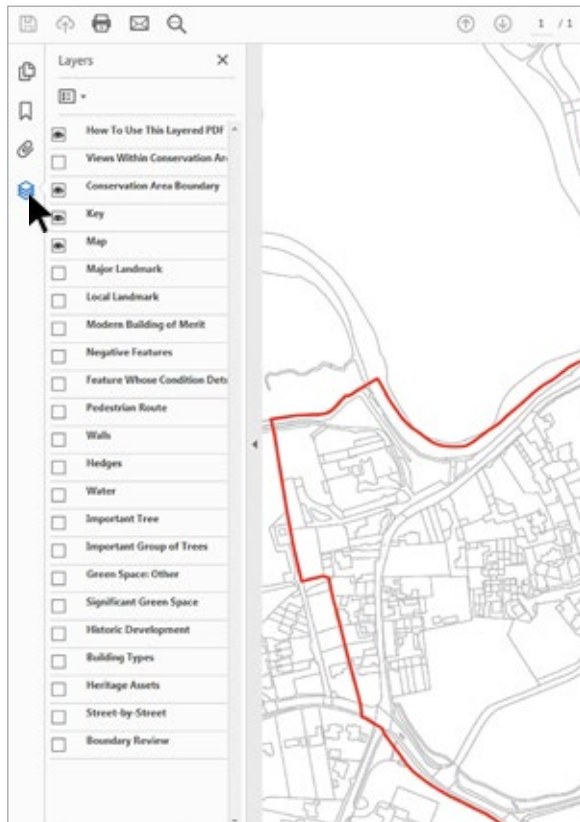 1 / 1
Layers
How To Use This Layered PDF
Views Within Conservation Are
Conservation Area Boundary
Key
Map
Major Landmark
Local Landmark
Modern Building of Merit
Negative Features
Feature Whose Condition Detr
Pedestrian Route
Walls
Hedges
Water
Important Tree
Important Group of Trees
Green Space: Other
Significant Green Space
Historic Development
Building Types
Heritage Assets
Street-by-Street
Boundary Review